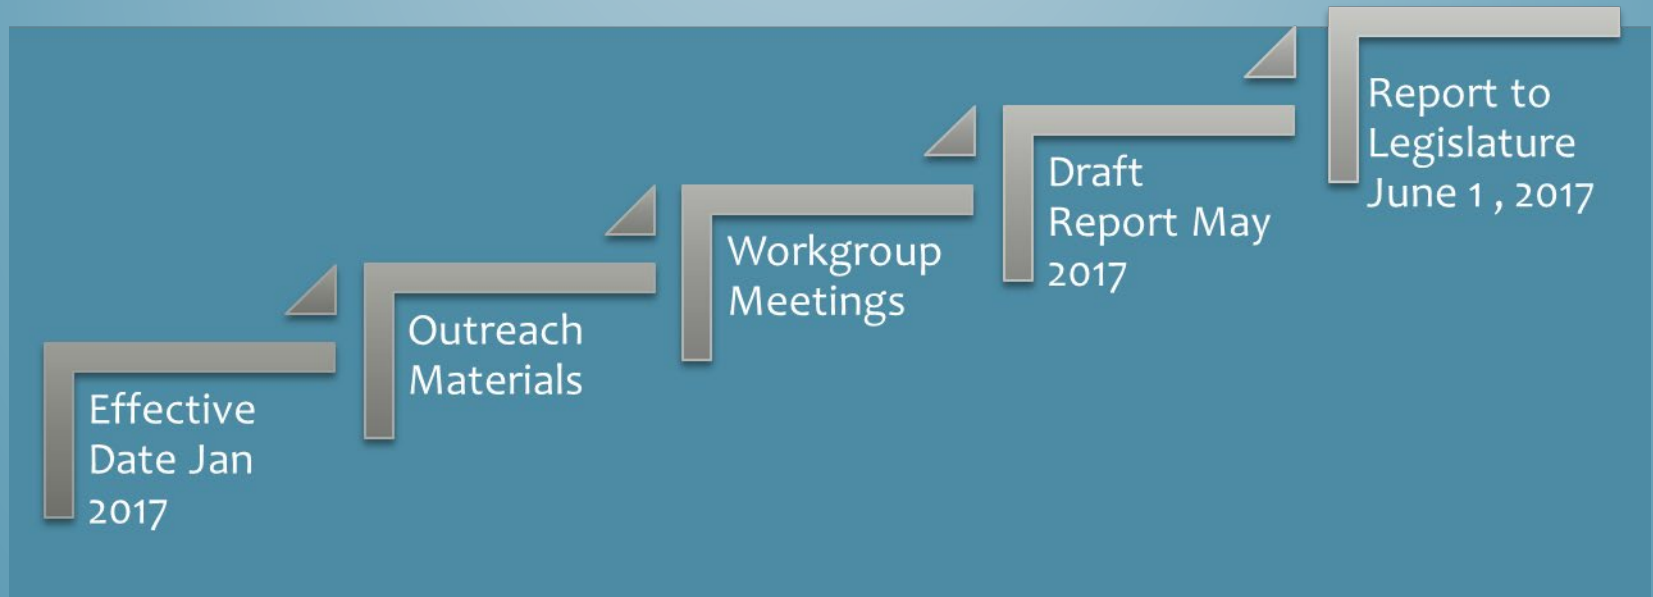 Effective
Date Jan
2017
Outreach
Materials
Workgroup
Meetings
Draft
Report May
2017
Report to
Legislature
June 1 , 2017